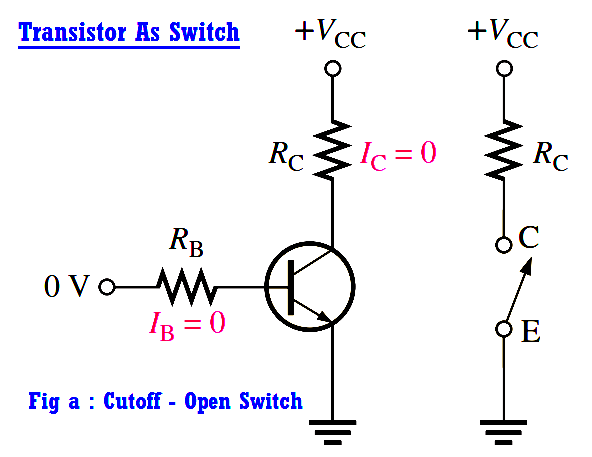 Transistor As Switch
+VCC
+VCC
RC
IC = 0
RC
RB
C
0 V
IB = 0
E
Fig a : Cutoff - Open Switch